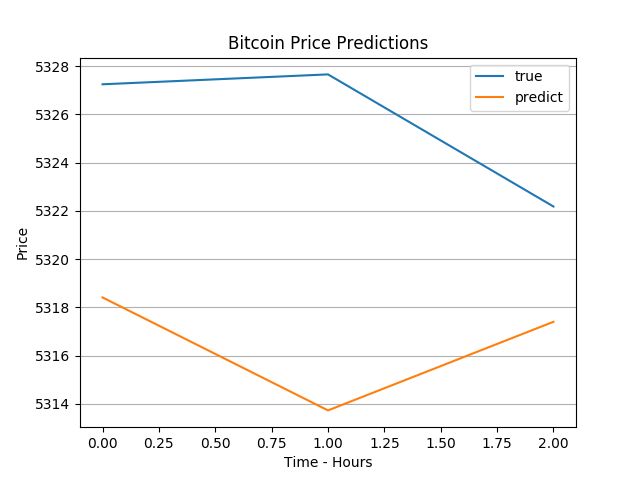 Bitcoin Price Predictions
true
predict
5328
5326
5324
5322
5320
5318
5316
5314
Price
0.00 0.25 0.50 0.75 1.00 1.25 1.50 1.75 2.00
Time - Hours